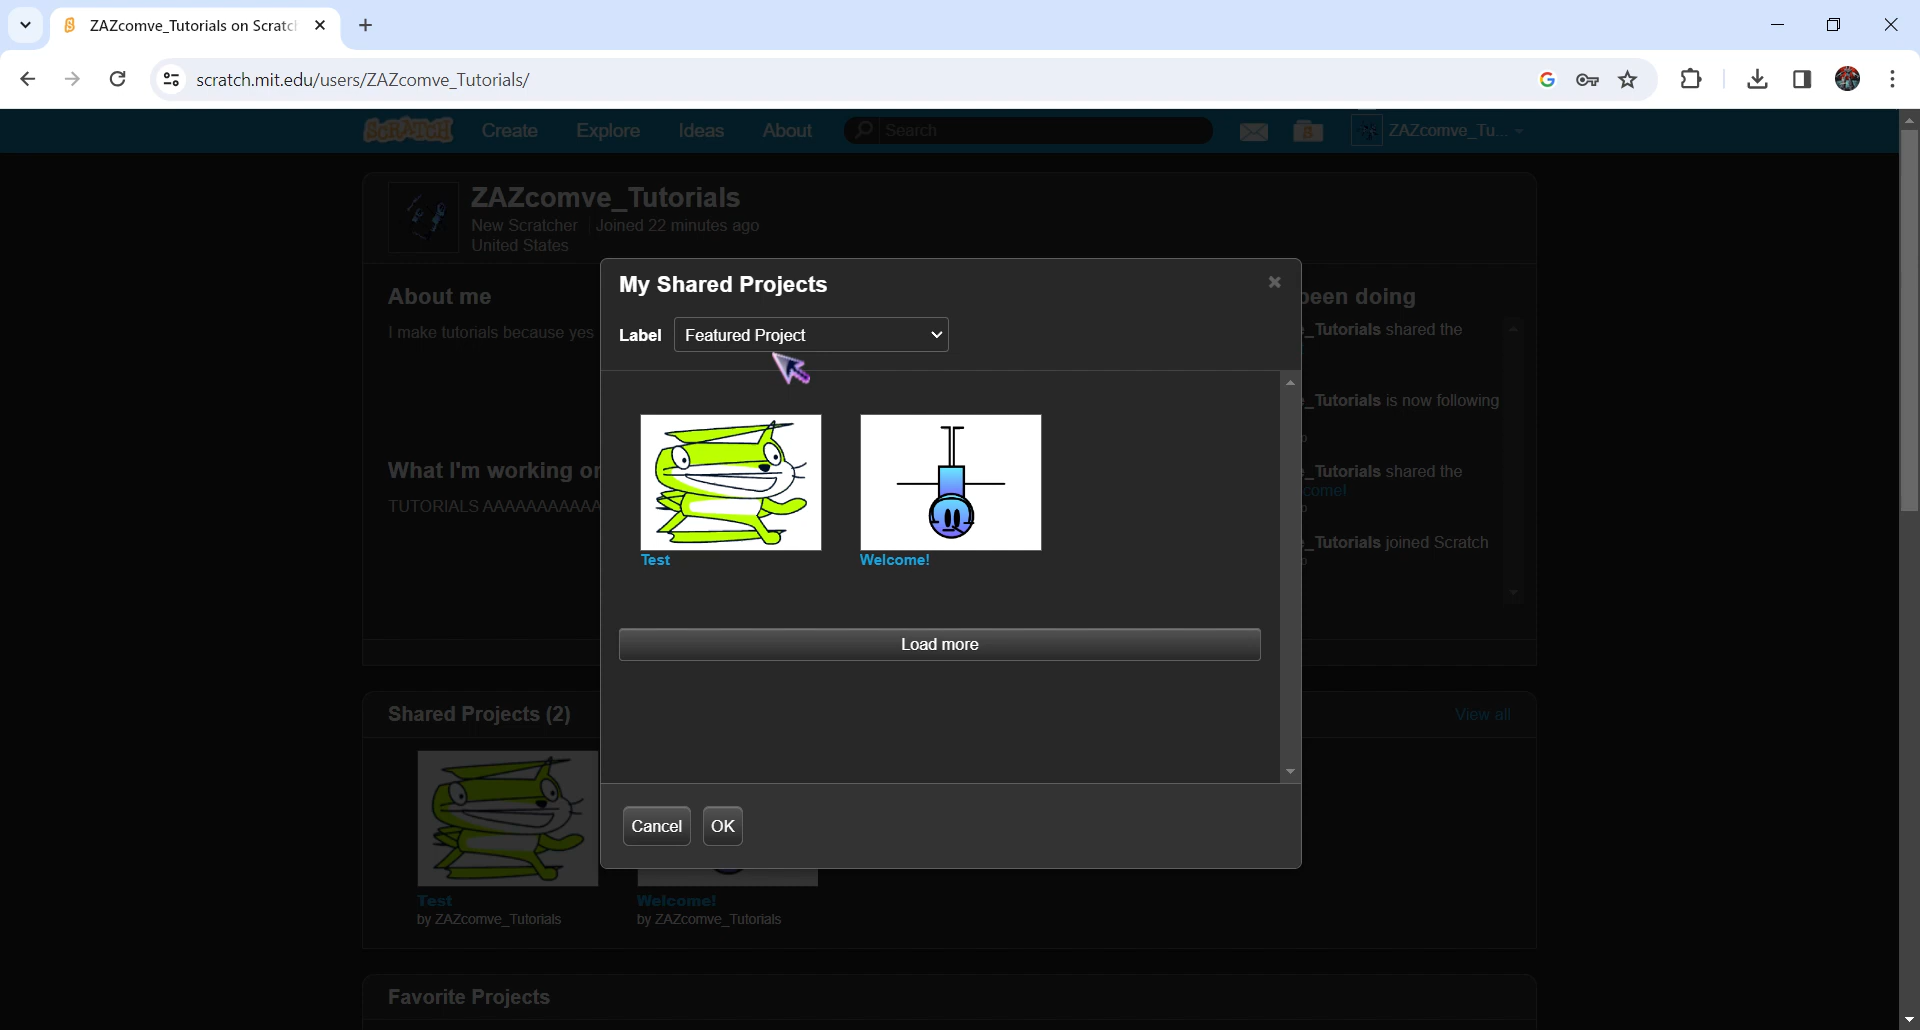 ZAZcomve_Tutorials on Scratc
scratch.mit.edu/users/ZAZcomve_Tutorials/
SCRATCH Create Explore Ideas About Search ZAZcomve_Tu...
ZAZcomve_Tutorials
New Scratcher Joined 22 minutes ago
United States
About me
I make tutorials because yes
What I'm working on
TUTORIALS AAAAAAAAAAA
My Shared Projects
Label Featured Project
Test
Welcome!
Load more
Cancel OK
been doing
_Tutorials shared the
_Tutorials is now following
_Tutorials shared the
come!
_Tutorials joined Scratch
Shared Projects (2)
View all
Test
by ZAZcomve_Tutorials
Welcome!
by ZAZcomve_Tutorials
Favorite Projects